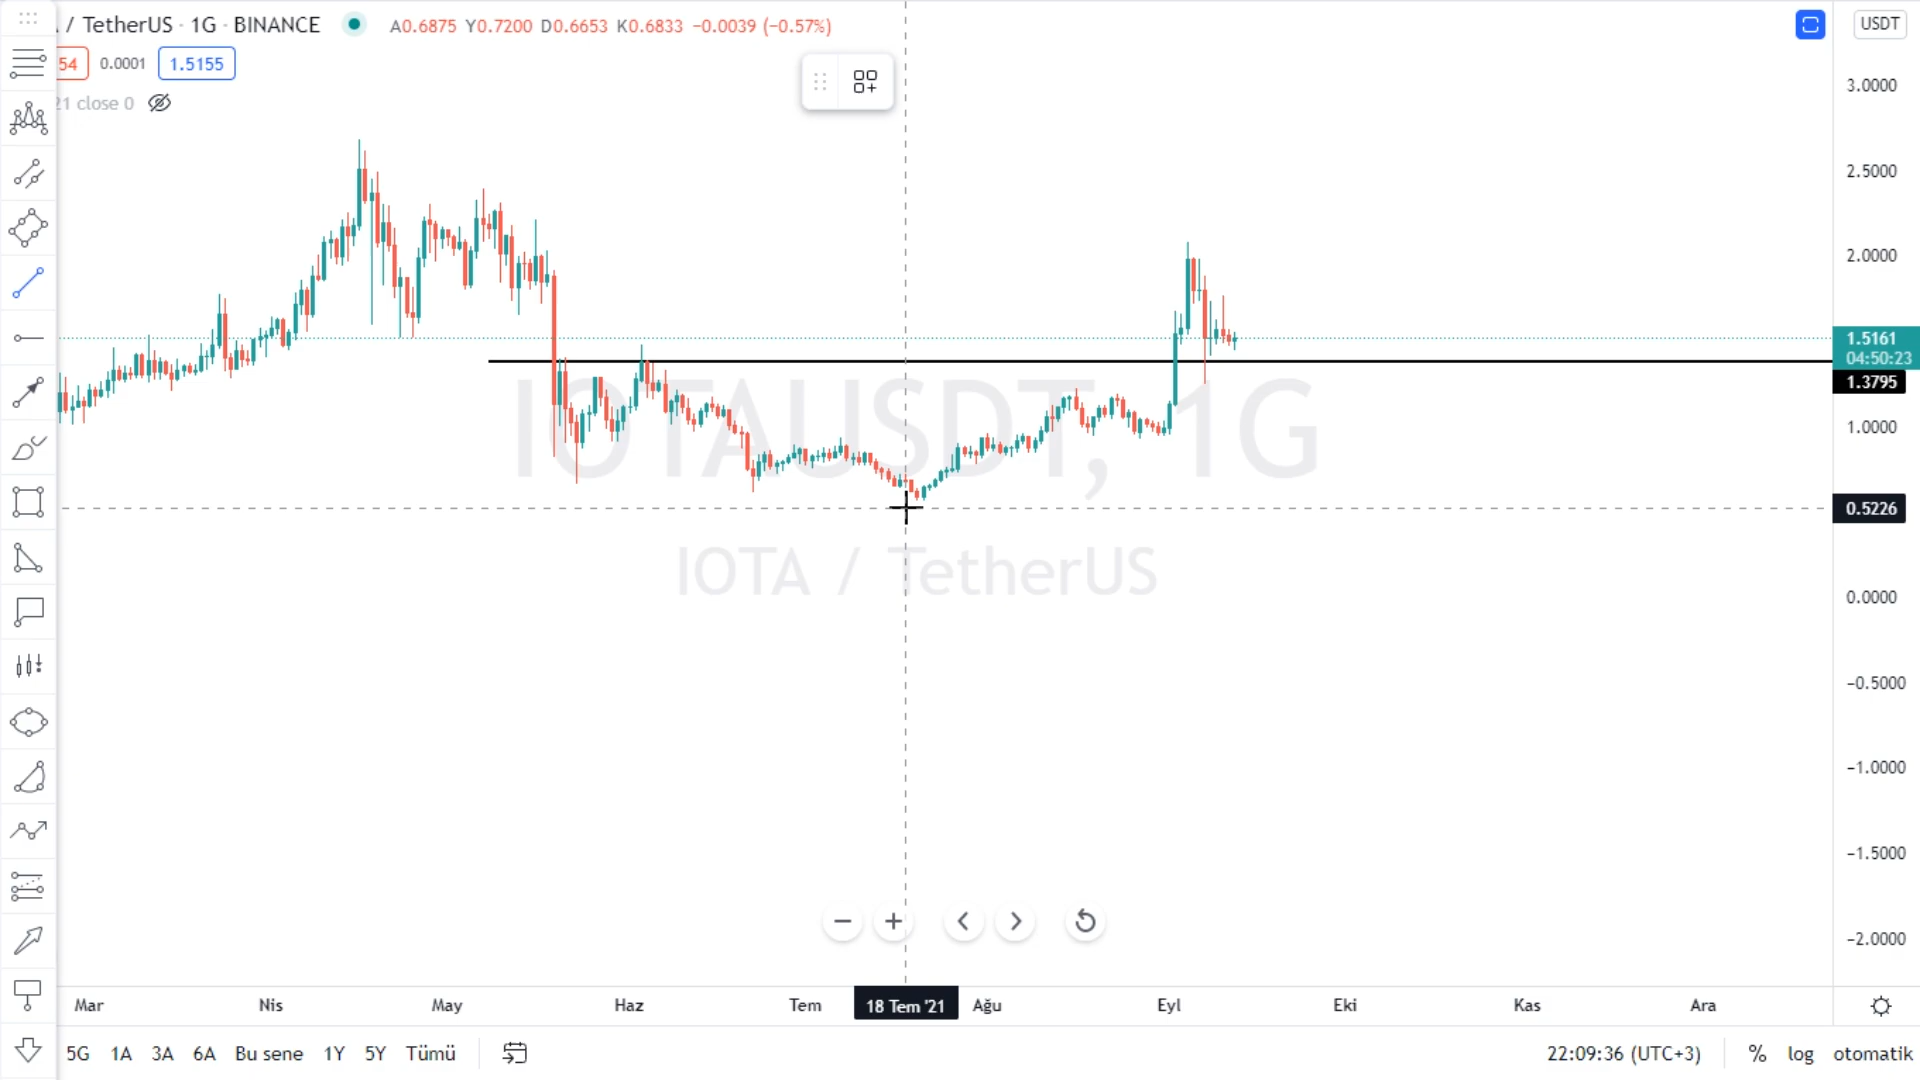 / TetherUS · 1G · BINANCE A0.6875 Y0.7200 D0.6653 K0.6833 −0.0039 (−0.57%) USDT
54 0.0001 1.5155
21 close 0
3.0000
2.5000
2.0000
1.5161
04:50:23
1.3795
1.0000
0.5226
0.0000
−0.5000
−1.0000
−1.5000
−2.0000
IOTAUSDT, 1G
IOTA / TetherUS
Mar Nis May Haz Tem 18 Tem '21 Ağu Eyl Eki Kas Ara
5G 1A 3A 6A Bu sene 1Y 5Y Tümü 22:09:36 (UTC+3) % log otomatik